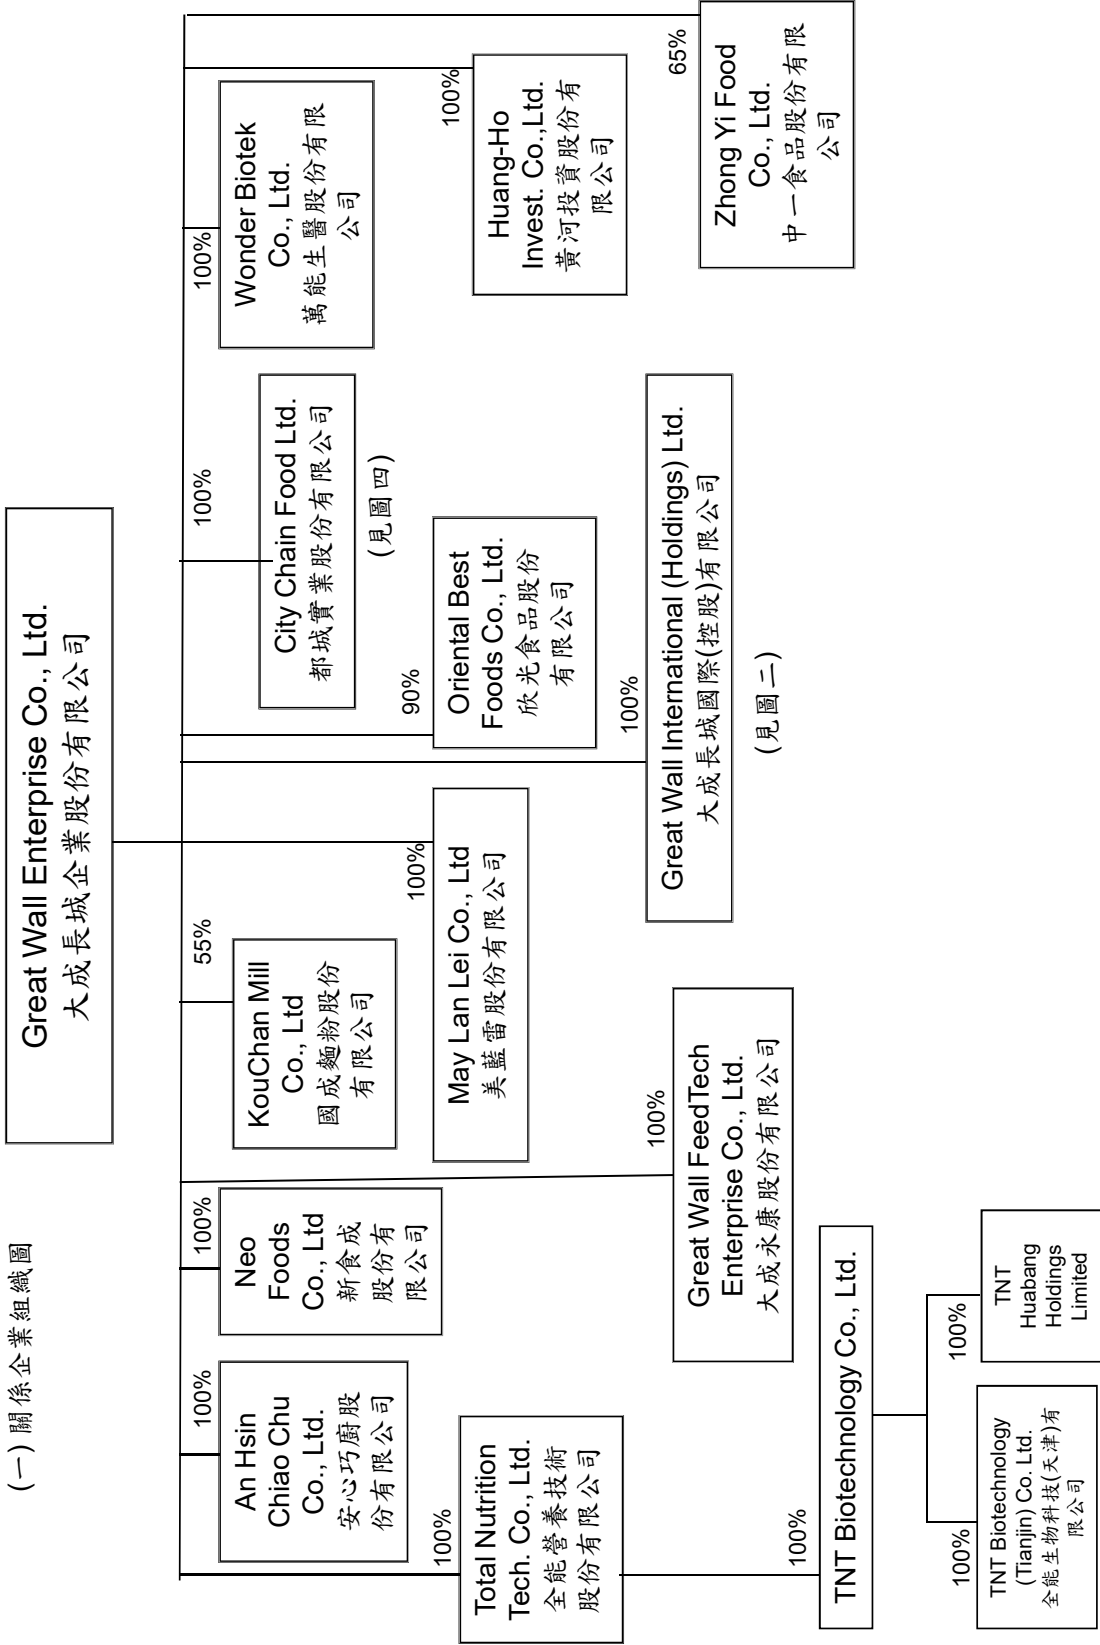 (一)關係企業組織圖
Great Wall Enterprise Co., Ltd.
大成長城企業股份有限公司
100%
An Hsin
Chiao Chu
Co., Ltd.
安心巧廚股
份有限公司
100%
Neo
Foods
Co., Ltd
新食成
股份有
限公司
55%
KouChan Mill
Co., Ltd
國成麵粉股份
有限公司
100%
City Chain Food Ltd.
都城實業股份有限公司
(見圖四)
100%
Wonder Biotek
Co., Ltd.
萬能生醫股份有限
公司
100%
Total Nutrition
Tech. Co., Ltd.
全能營養技術
股份有限公司
100%
May Lan Lei Co., Ltd
美藍雷股份有限公司
90%
Oriental Best
Foods Co., Ltd.
欣光食品股份
有限公司
100%
Huang-Ho
Invest. Co.,Ltd.
黃河投資股份有
限公司
100%
Great Wall FeedTech
Enterprise Co., Ltd.
大成永康股份有限公司
100%
Great Wall International (Holdings) Ltd.
大成長城國際(控股)有限公司
(見圖二)
65%
Zhong Yi Food
Co., Ltd.
中一食品股份有限
公司
100%
TNT Biotechnology Co., Ltd.
100%
TNT Biotechnology
(Tianjin) Co. Ltd.
全能生物科技(天津)有
限公司
100%
TNT
Huabang
Holdings
Limited